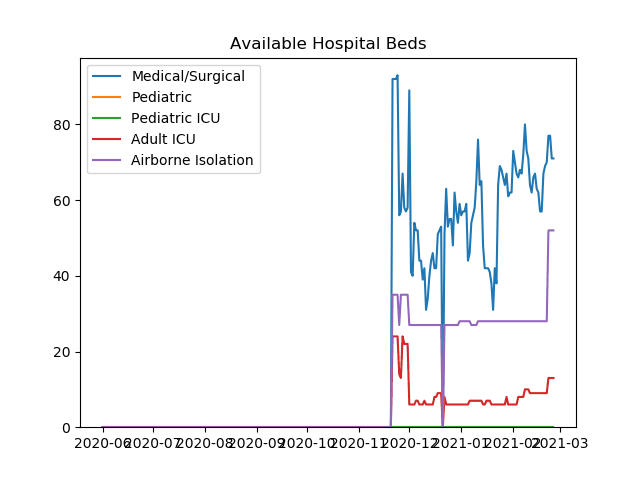 Available Hospital Beds
Medical/Surgical
Pediatric
Pediatric ICU
Adult ICU
Airborne Isolation
80
60
40
20
0
2020-06 2020-07 2020-08 2020-09 2020-10 2020-11 2020-12 2021-01 2021-02 2021-03